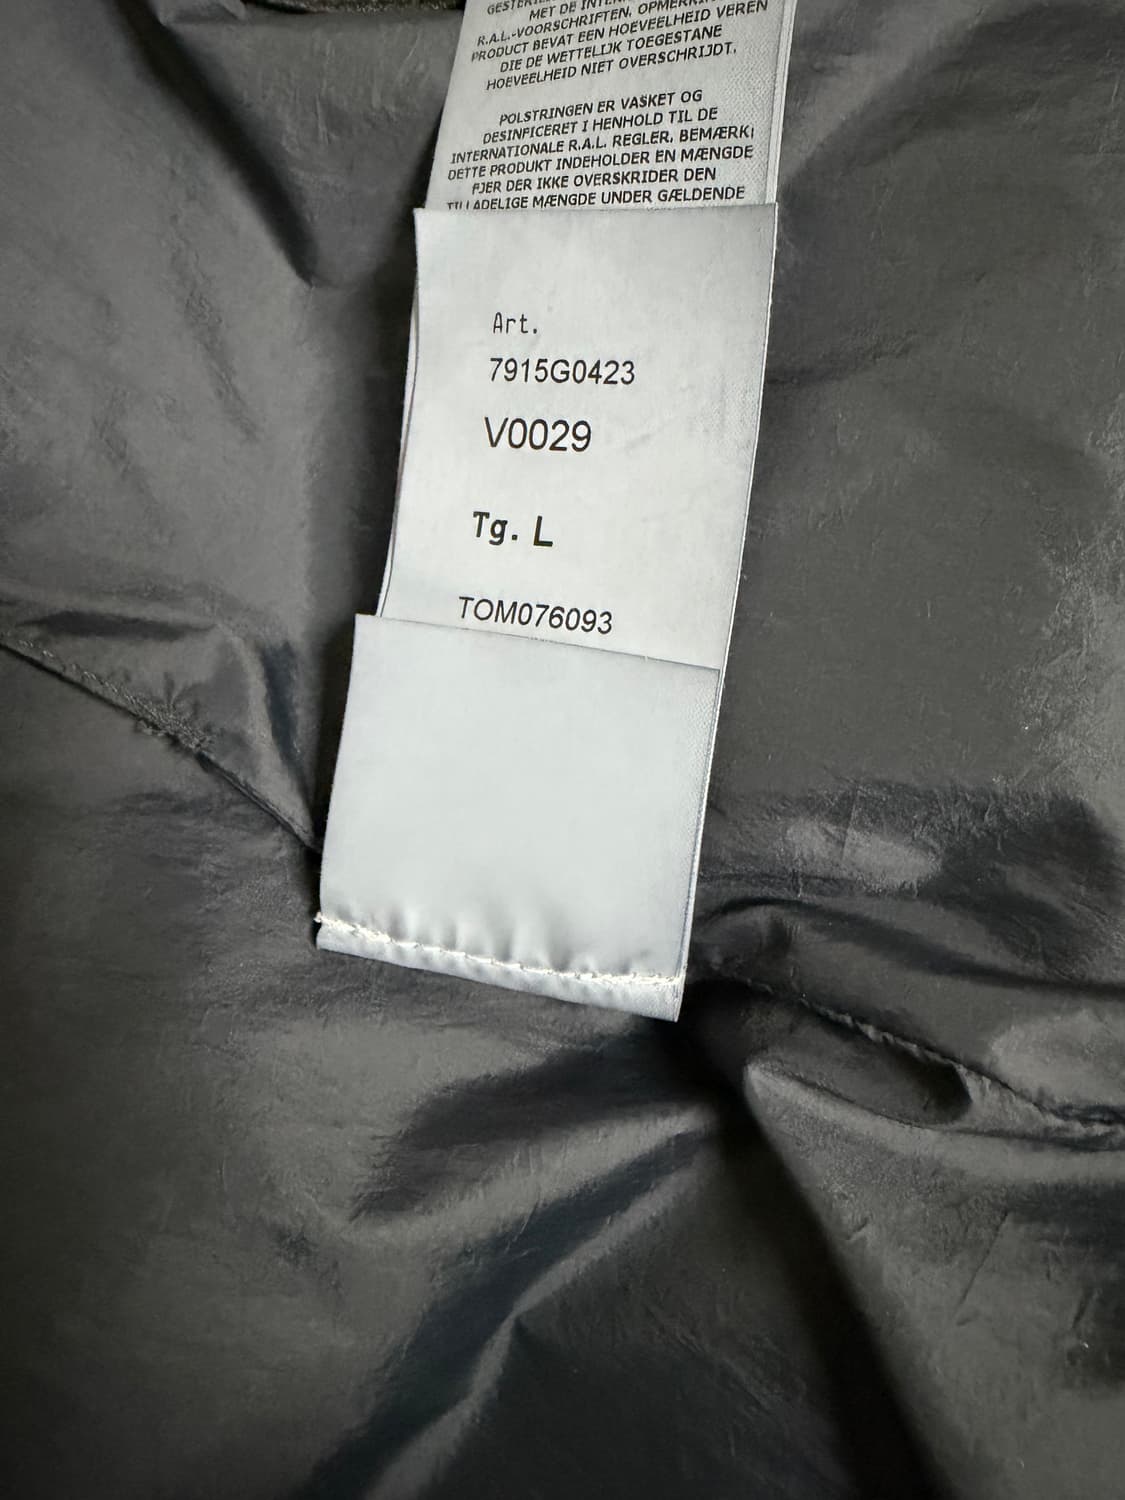 MET DE
R.A.L.-VOORSCHRIFTEN. OPMERKING:
PRODUCT BEVAT EEN HOEVEELHEID VEREN
DIE DE WETTELIJK TOEGESTANE
HOEVEELHEID NIET OVERSCHRIJDT.
POLSTRINGEN ER VASKET OG
DESINFICERET I HENHOLD TIL DE
INTERNATIONALE R.A.L. REGLER. BEMÆRK:
DETTE PRODUKT INDEHOLDER EN MÆNGDE
FJER DER IKKE OVERSKRIDER DEN
TILLADELIGE MÆNGDE UNDER GÆLDENDE
Art.
7915G0423
V0029
Tg. L
TOM076093